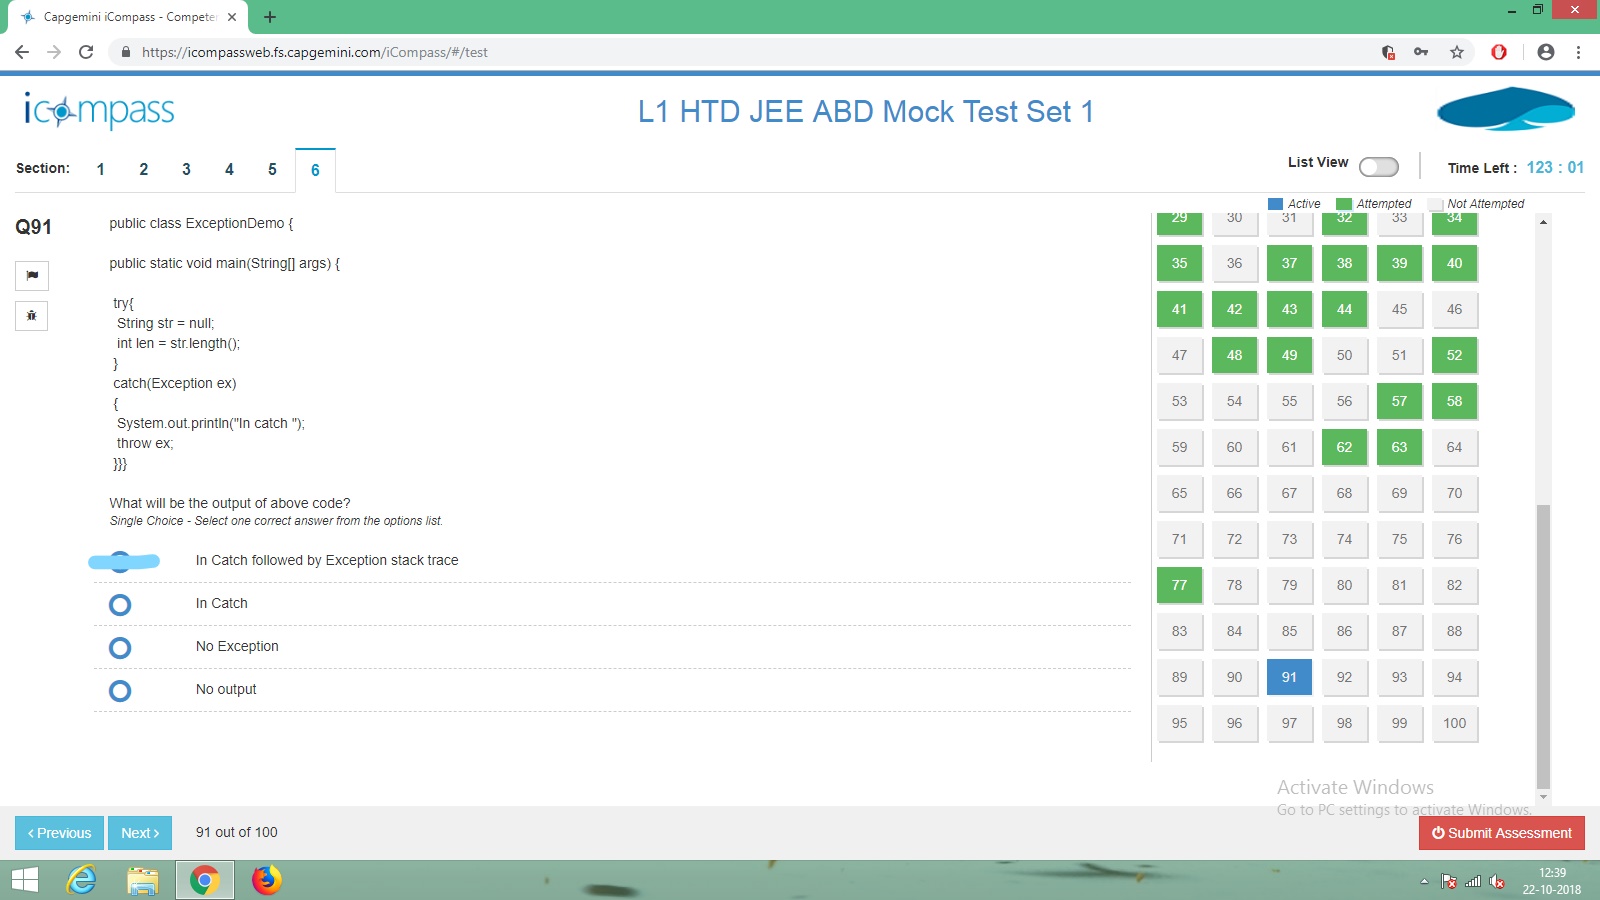 Capgemini iCompass - Competen
https://icompassweb.fs.capgemini.com/iCompass/#/test
icompass
L1 HTD JEE ABD Mock Test Set 1
Section: 1 2 3 4 5 6
List View
Time Left : 123 : 01
Active Attempted Not Attempted
Q91
public class ExceptionDemo {
public static void main(String[] args) {
try{
String str = null;
int len = str.length();
}
catch(Exception ex)
{
System.out.println("In catch ");
throw ex;
}}}
What will be the output of above code?
Single Choice - Select one correct answer from the options list.
In Catch followed by Exception stack trace
In Catch
No Exception
No output
29 30 31 32 33 34
35 36 37 38 39 40
41 42 43 44 45 46
47 48 49 50 51 52
53 54 55 56 57 58
59 60 61 62 63 64
65 66 67 68 69 70
71 72 73 74 75 76
77 78 79 80 81 82
83 84 85 86 87 88
89 90 91 92 93 94
95 96 97 98 99 100
Activate Windows
Go to PC settings to activate Windows.
Previous
Next
91 out of 100
Submit Assessment
12:39
22-10-2018